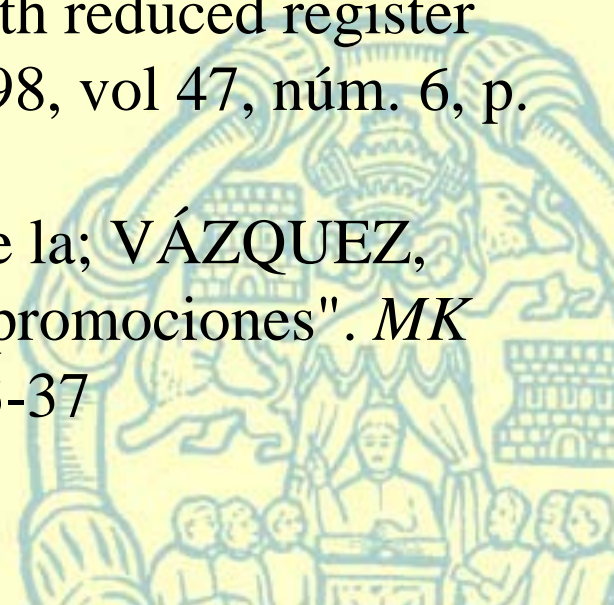 th reduced register
98, vol 47, núm. 6, p.
e la; VÁZQUEZ,
promociones". MK
-37